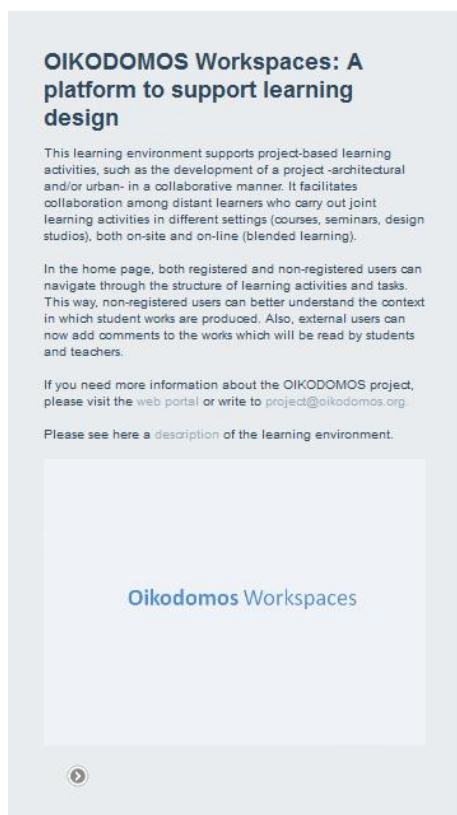 OIKODOMOS Workspaces: A
platform to support learning
design
This learning environment supports project-based learning
activities, such as the development of a project -architectural
and/or urban- in a collaborative manner. It facilitates
collaboration among distant learners who carry out joint
learning activities in different settings (courses, seminars, design
studios), both on-site and on-line (blended learning).
In the home page, both registered and non-registered users can
navigate through the structure of learning activities and tasks.
This way, non-registered users can better understand the context
in which student works are produced. Also, external users can
now add comments to the works which will be read by students
and teachers.
If you need more information about the OIKODOMOS project,
please visit the web portal or write to project@oikodomos.org.
Please see here a description of the learning environment.
Oikodomos Workspaces